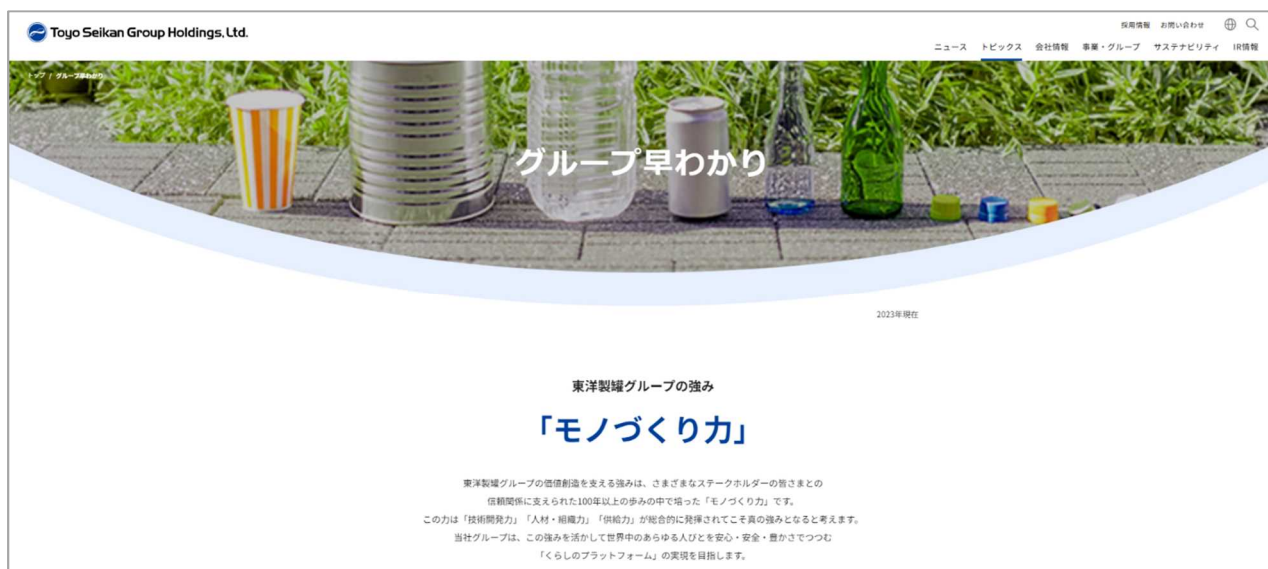 Toyo Seikan Group Holdings, Ltd.
採用情報 お問い合わせ
ニュース トピックス 会社情報 事業・グループ サステナビリティ IR情報
トップ / グループ早わかり
グループ早わかり
2023年現在
東洋製罐グループの強み
「モノづくり力」
東洋製罐グループの価値創造を支える強みは、さまざまなステークホルダーの皆さまとの
信頼関係に支えられた100年以上の歩みの中で培った「モノづくり力」です。
この力は「技術開発力」「人材・組織力」「供給力」が総合的に発揮されてこそ真の強みとなると考えます。
当社グループは、この強みを活かして世界中のあらゆる人びとを安心・安全・豊かさでつつむ
「くらしのプラットフォーム」の実現を目指します。